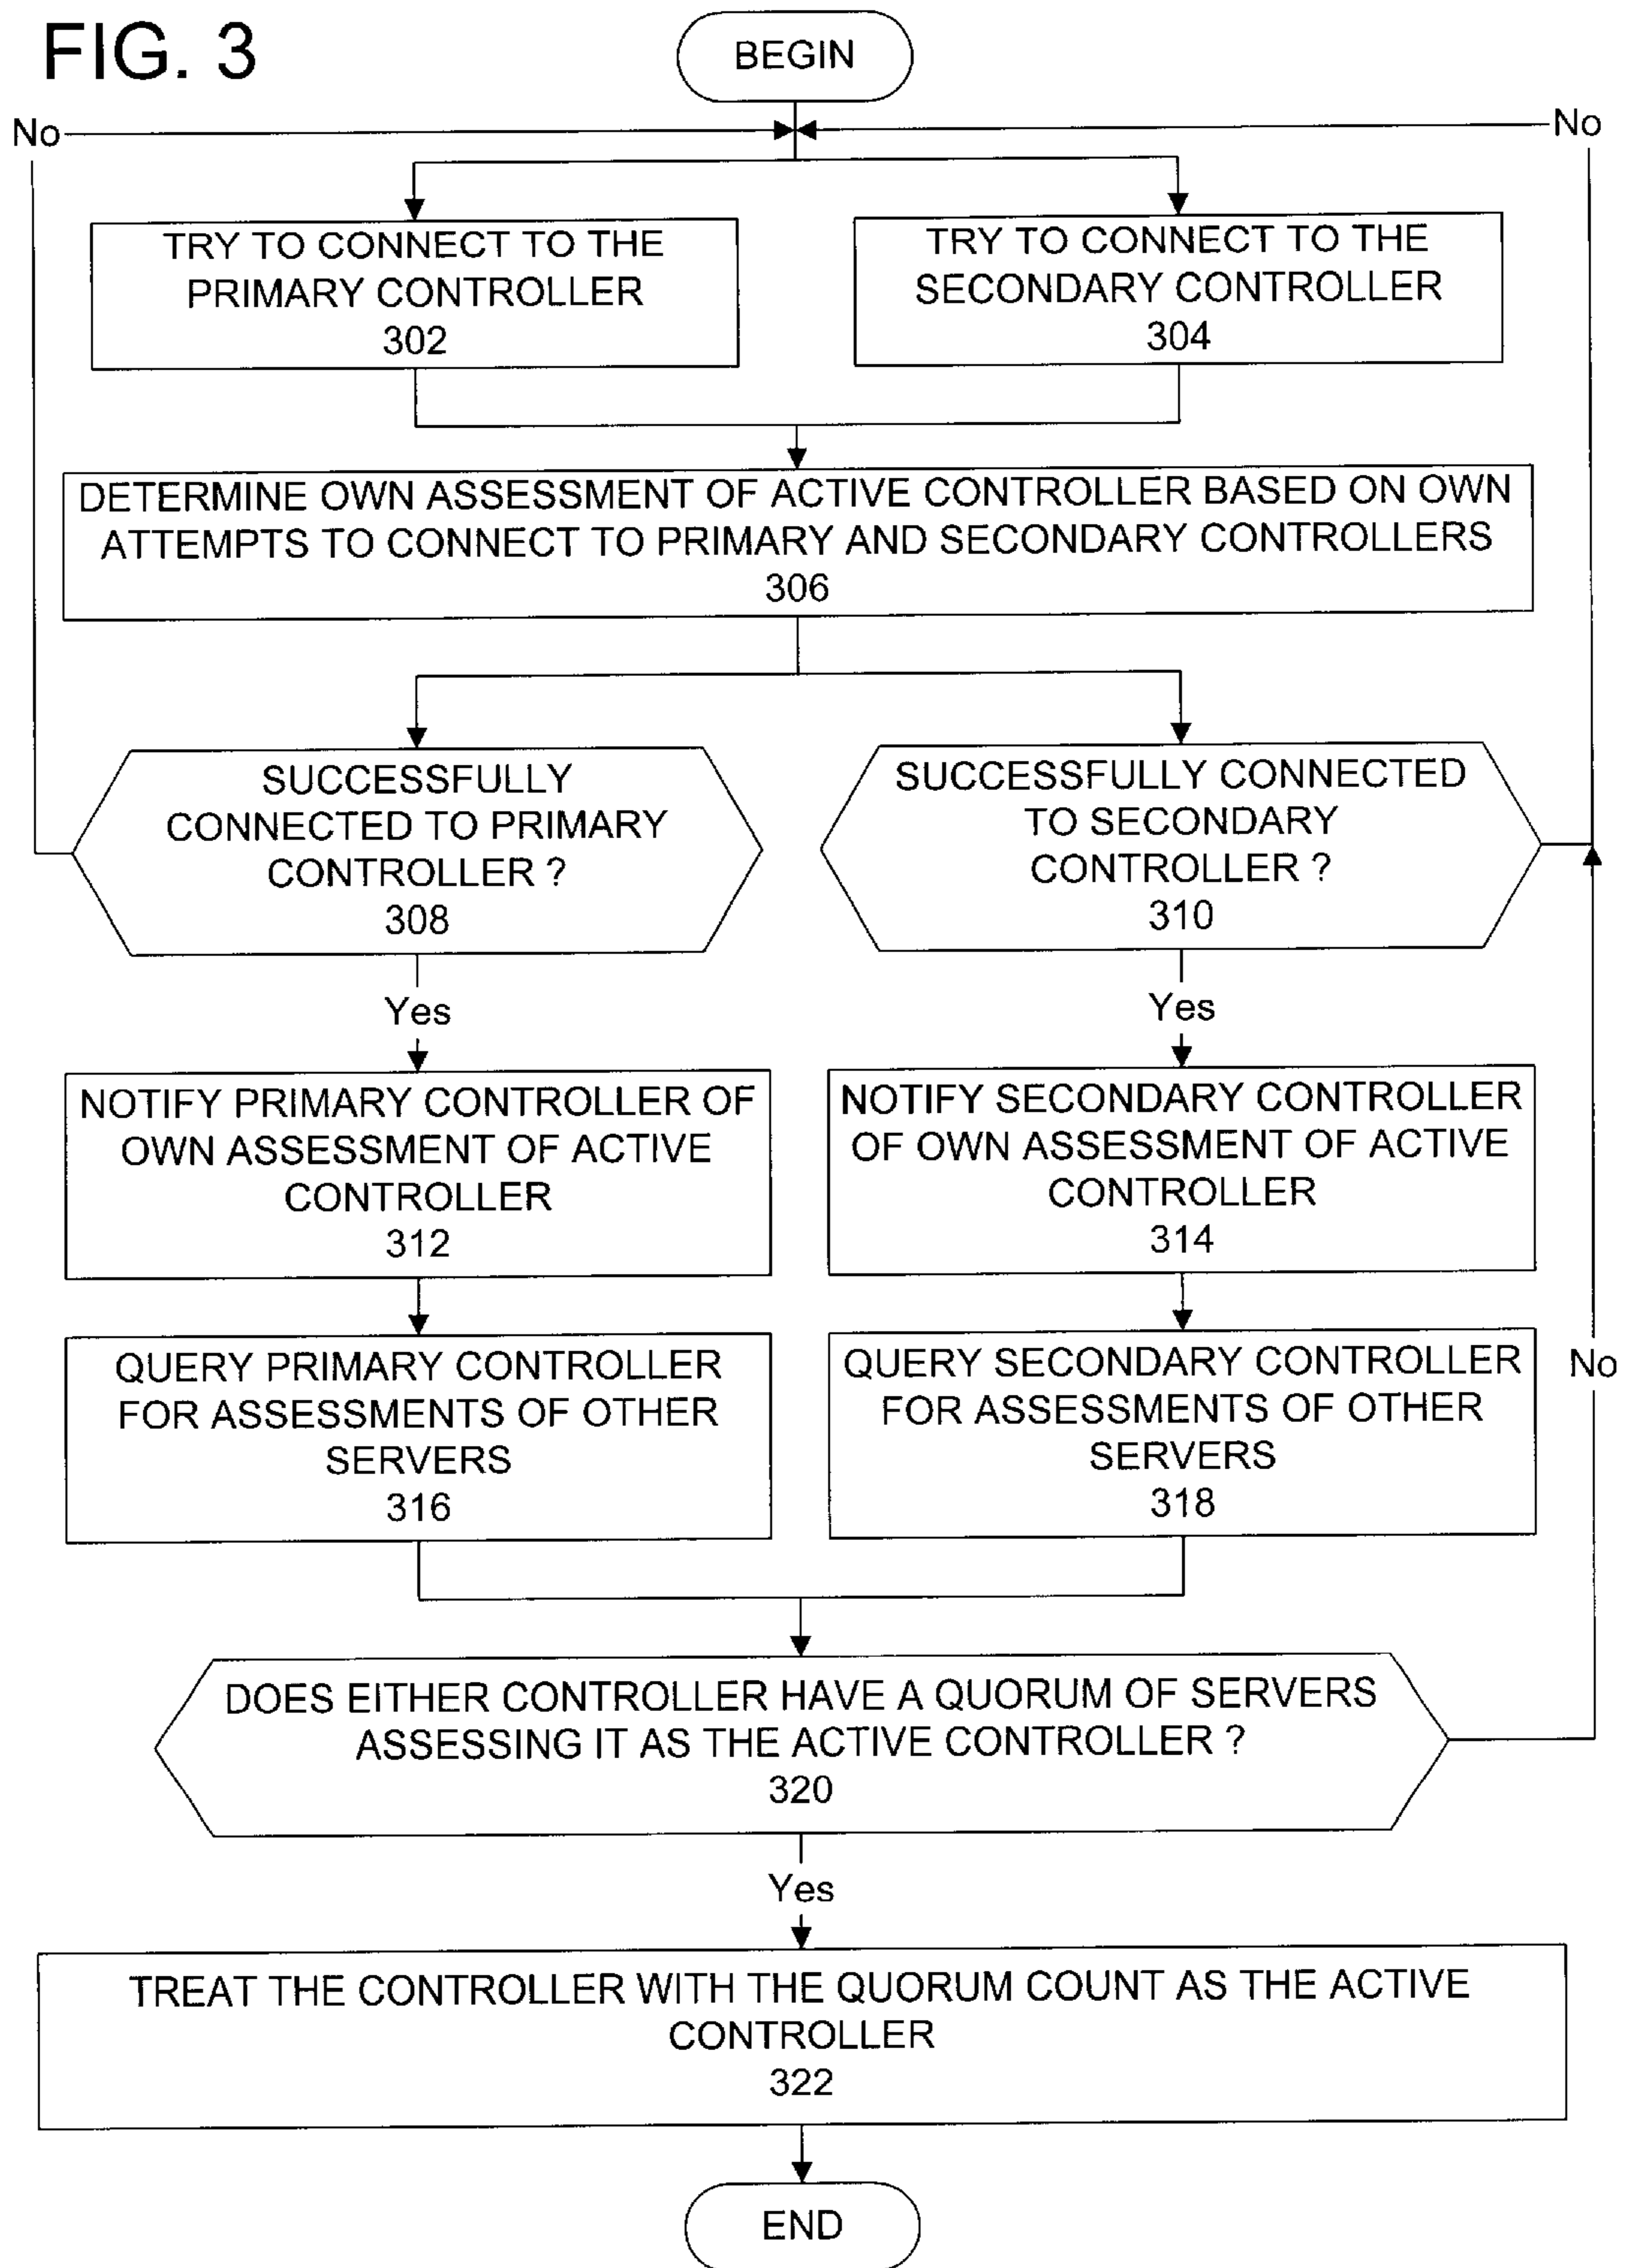 FIG. 3
BEGIN
No
No
TRY TO CONNECT TO THE
PRIMARY CONTROLLER
302
TRY TO CONNECT TO THE
SECONDARY CONTROLLER
304
DETERMINE OWN ASSESSMENT OF ACTIVE CONTROLLER BASED ON OWN
ATTEMPTS TO CONNECT TO PRIMARY AND SECONDARY CONTROLLERS
306
SUCCESSFULLY
CONNECTED TO PRIMARY
CONTROLLER ?
308
SUCCESSFULLY CONNECTED
TO SECONDARY
CONTROLLER ?
310
Yes
Yes
NOTIFY PRIMARY CONTROLLER OF
OWN ASSESSMENT OF ACTIVE
CONTROLLER
312
NOTIFY SECONDARY CONTROLLER
OF OWN ASSESSMENT OF ACTIVE
CONTROLLER
314
QUERY PRIMARY CONTROLLER
FOR ASSESSMENTS OF OTHER
SERVERS
316
QUERY SECONDARY CONTROLLER
FOR ASSESSMENTS OF OTHER
SERVERS
318
No
DOES EITHER CONTROLLER HAVE A QUORUM OF SERVERS
ASSESSING IT AS THE ACTIVE CONTROLLER ?
320
Yes
TREAT THE CONTROLLER WITH THE QUORUM COUNT AS THE ACTIVE
CONTROLLER
322
END